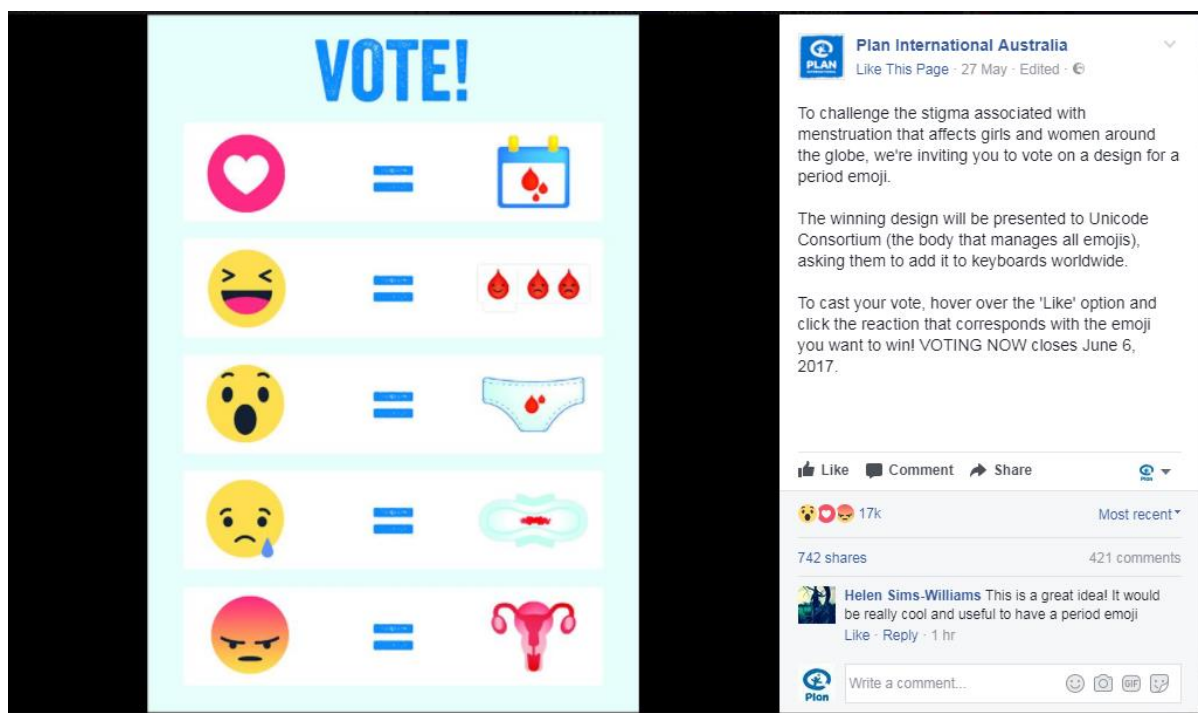 VOTE!
=
=
=
=
=
PLAN
INTERNATIONAL
Plan International Australia
Like This Page · 27 May · Edited ·
To challenge the stigma associated with
menstruation that affects girls and women around
the globe, we're inviting you to vote on a design for a
period emoji.
The winning design will be presented to Unicode
Consortium (the body that manages all emojis),
asking them to add it to keyboards worldwide.
To cast your vote, hover over the 'Like' option and
click the reaction that corresponds with the emoji
you want to win! VOTING NOW closes June 6,
2017.
Like Comment Share
Plan
17k Most recent
742 shares 421 comments
Helen Sims-Williams This is a great idea! It would
be really cool and useful to have a period emoji
Like · Reply · 1 hr
Plan
Write a comment...
GIF